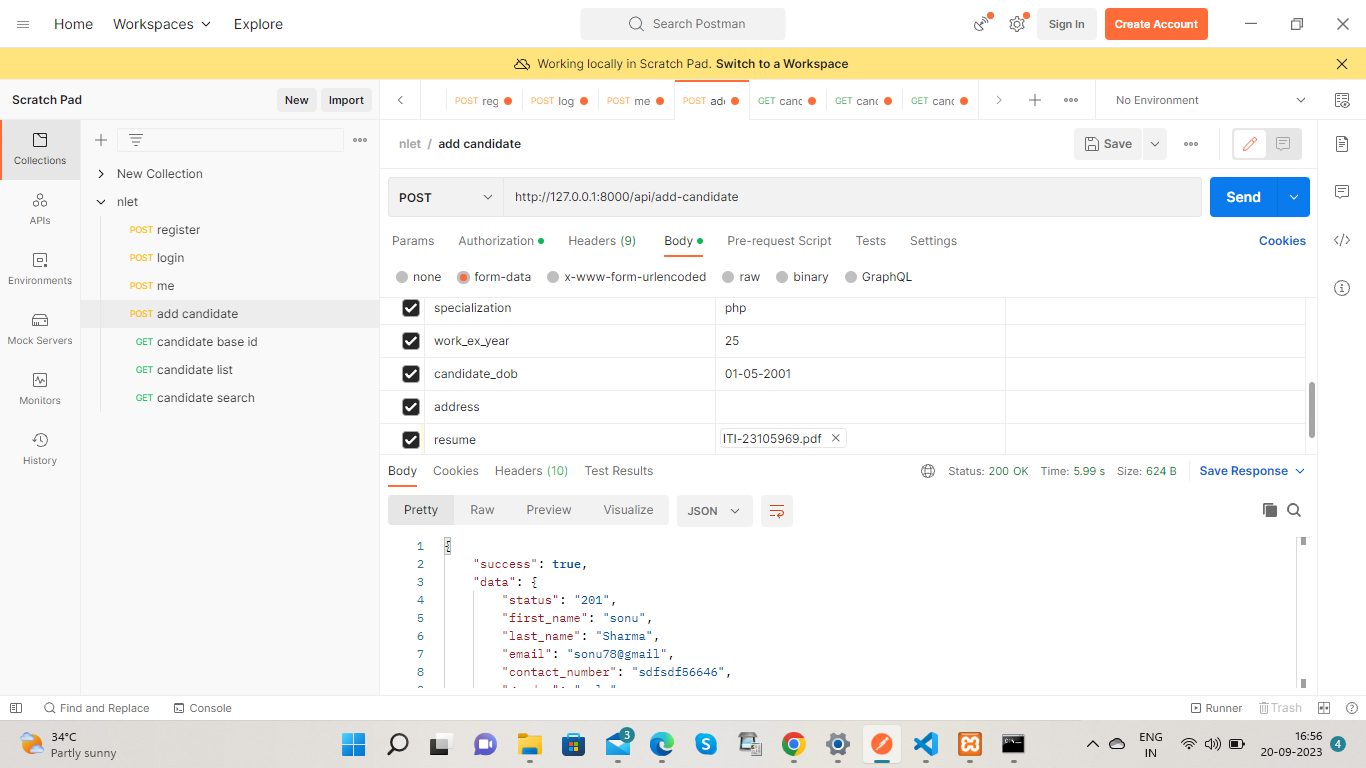 Home Workspaces Explore Search Postman Sign In Create Account
Working locally in Scratch Pad. Switch to a Workspace
Scratch Pad New Import POST reg POST log POST me POST add GET canc GET canc GET canc No Environment
Collections
APIs
Environments
Mock Servers
Monitors
History
New Collection
nlet
POST register
POST login
POST me
POST add candidate
GET candidate base id
GET candidate list
GET candidate search
nlet / add candidate Save
POST http://127.0.0.1:8000/api/add-candidate Send
Params Authorization Headers (9) Body Pre-request Script Tests Settings Cookies
none form-data x-www-form-urlencoded raw binary GraphQL
specialization php
work_ex_year 25
candidate_dob 01-05-2001
address
resume ITI-23105969.pdf
Body Cookies Headers (10) Test Results Status: 200 OK Time: 5.99 s Size: 624 B Save Response
Pretty Raw Preview Visualize JSON
1 {
2 "success": true,
3 "data": {
4 "status": "201",
5 "first_name": "sonu",
6 "last_name": "Sharma",
7 "email": "sonu78@gmail",
8 "contact_number": "sdfsdf56646",
Find and Replace Console Runner Trash
34°C
Partly sunny
3
ENG
IN
16:56
20-09-2023
4